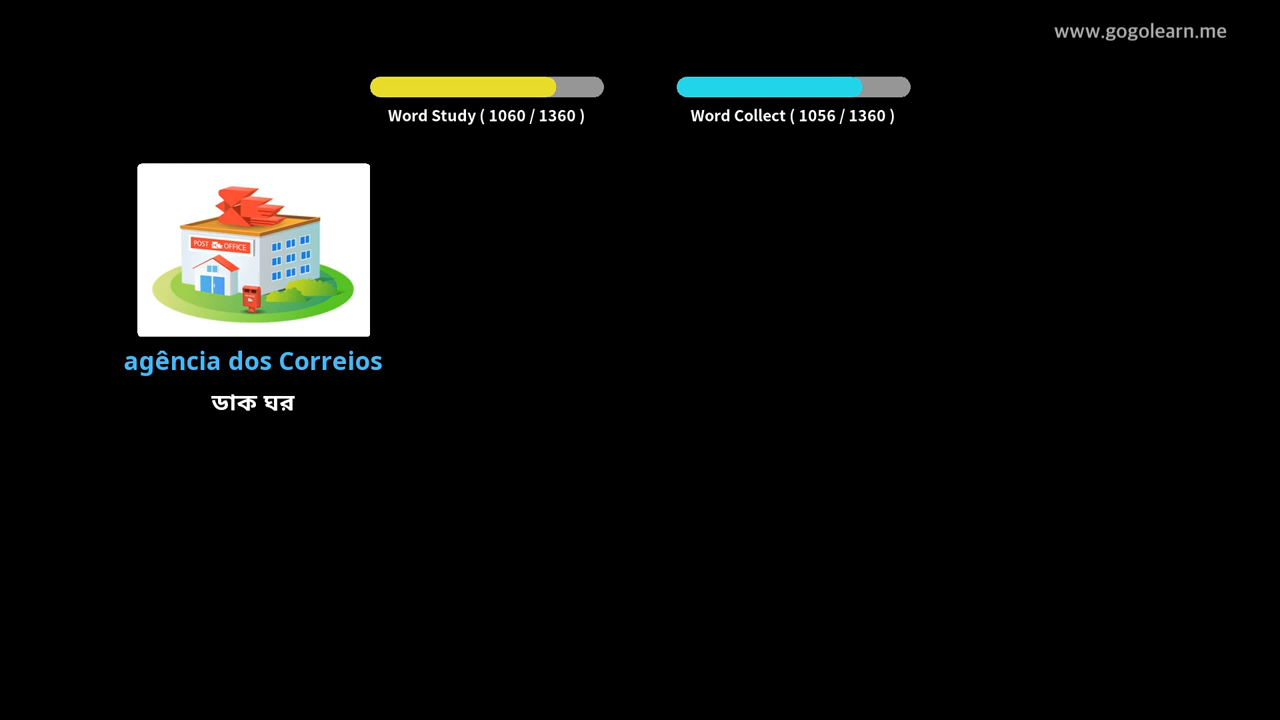 www.gogolearn.me
Word Study ( 1060 / 1360 )
Word Collect ( 1056 / 1360 )
POST OFFICE
agência dos Correios
ডাক ঘর